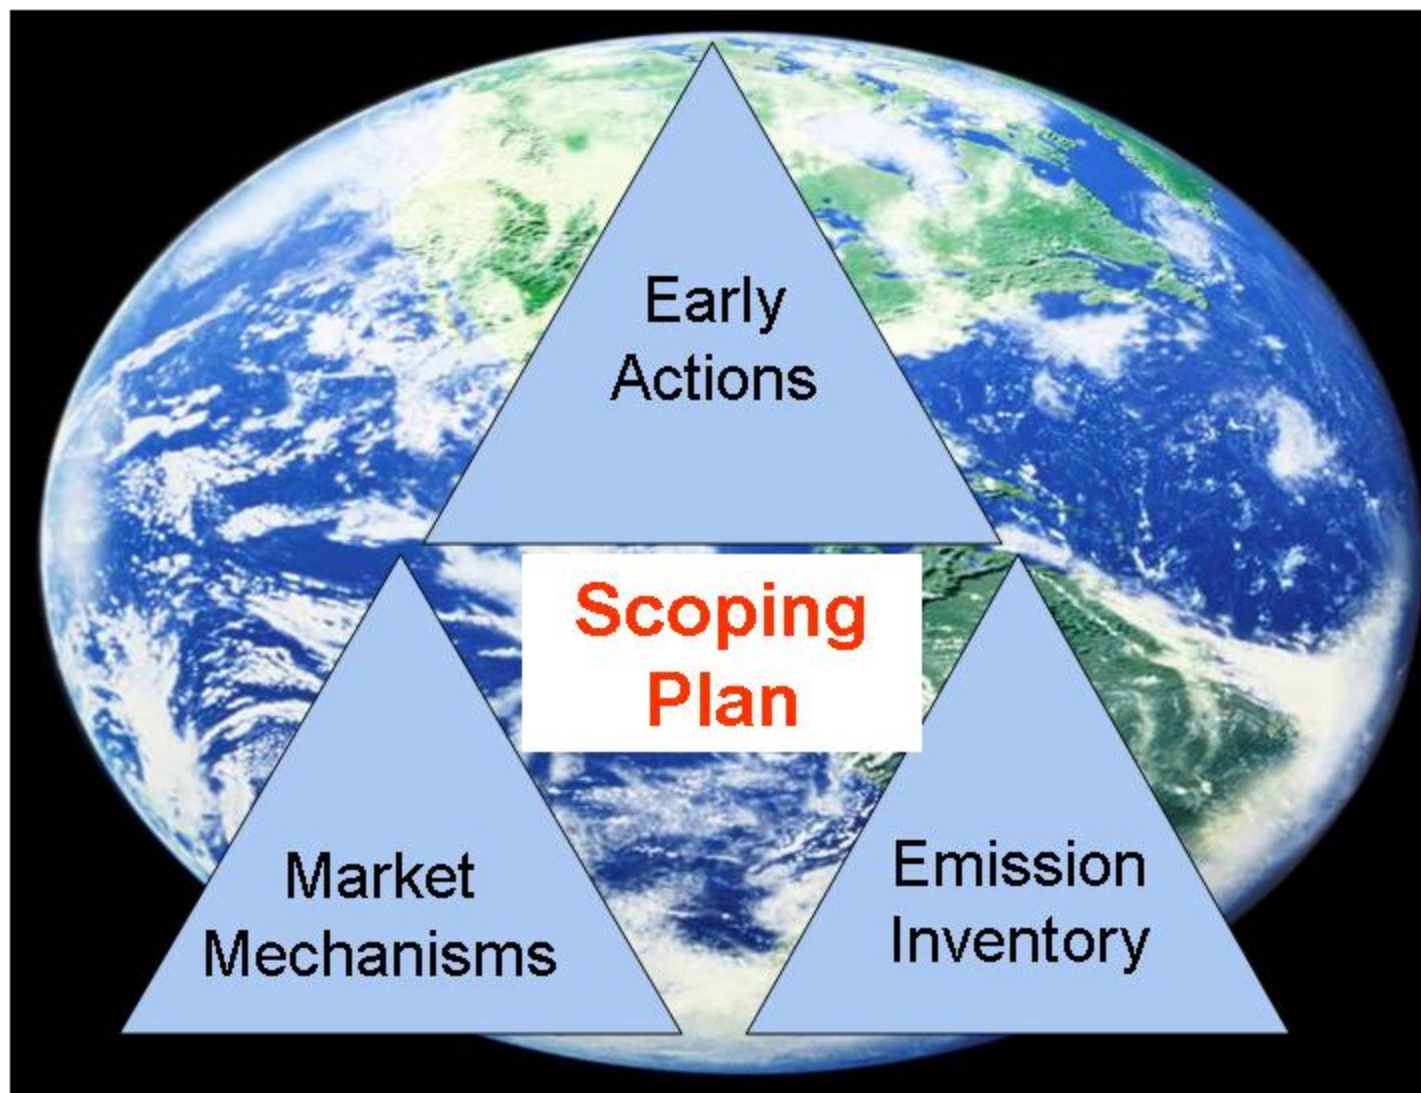 Early
Actions
Scoping
Plan
Market
Mechanisms
Emission
Inventory